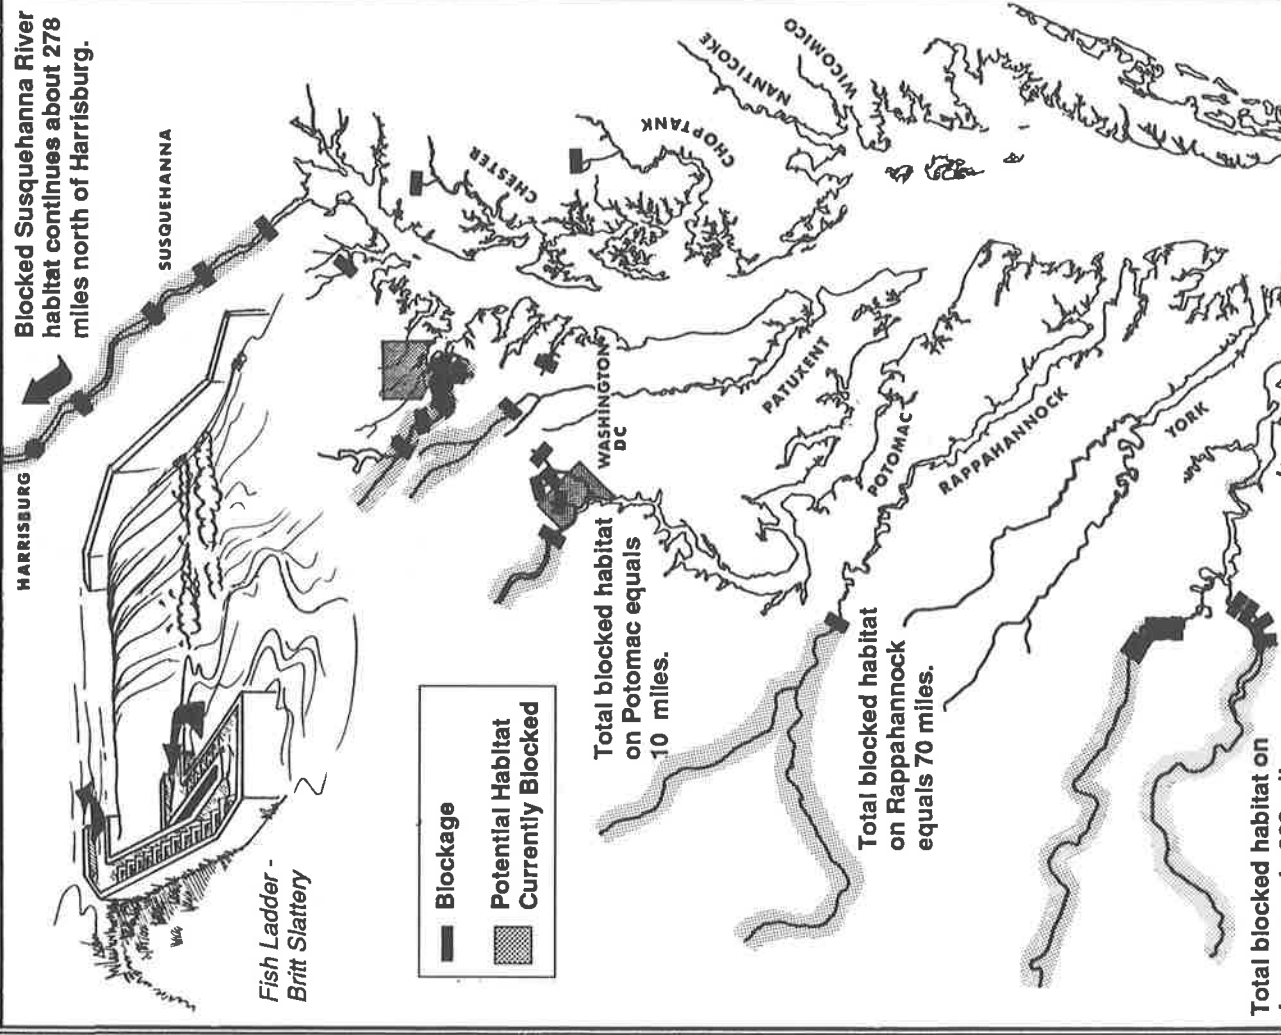 Blocked Susquehanna River
habitat continues about 278
miles north of Harrisburg.
HARRISBURG
SUSQUEHANNA
CHESTER
CHOPTANK
NANTICOKE
WICOMICO
WASHINGTON
DC
PATUXENT
POTOMAC
RAPPAHANNOCK
YORK
Fish Ladder -
Britt Slattery
Blockage
Potential Habitat
Currently Blocked
Total blocked habitat
on Potomac equals
10 miles.
Total blocked habitat
on Rappahannock
equals 70 miles.
Total blocked habitat on